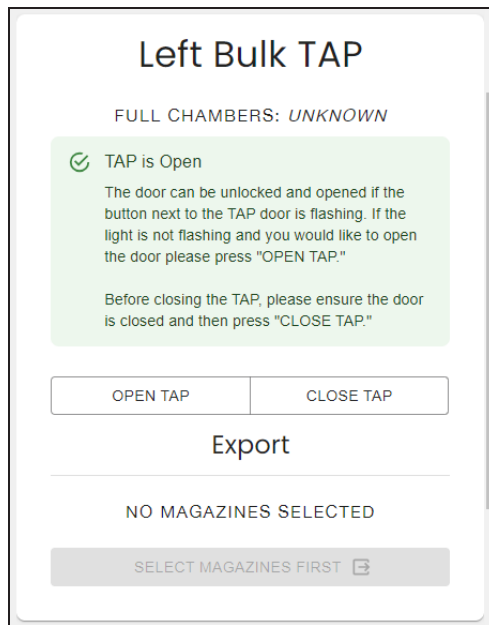 Left Bulk TAP
FULL CHAMBERS: UNKNOWN
TAP is Open
The door can be unlocked and opened if the
button next to the TAP door is flashing. If the
light is not flashing and you would like to open
the door please press "OPEN TAP."
Before closing the TAP, please ensure the door
is closed and then press "CLOSE TAP."
OPEN TAP
CLOSE TAP
Export
NO MAGAZINES SELECTED
SELECT MAGAZINES FIRST